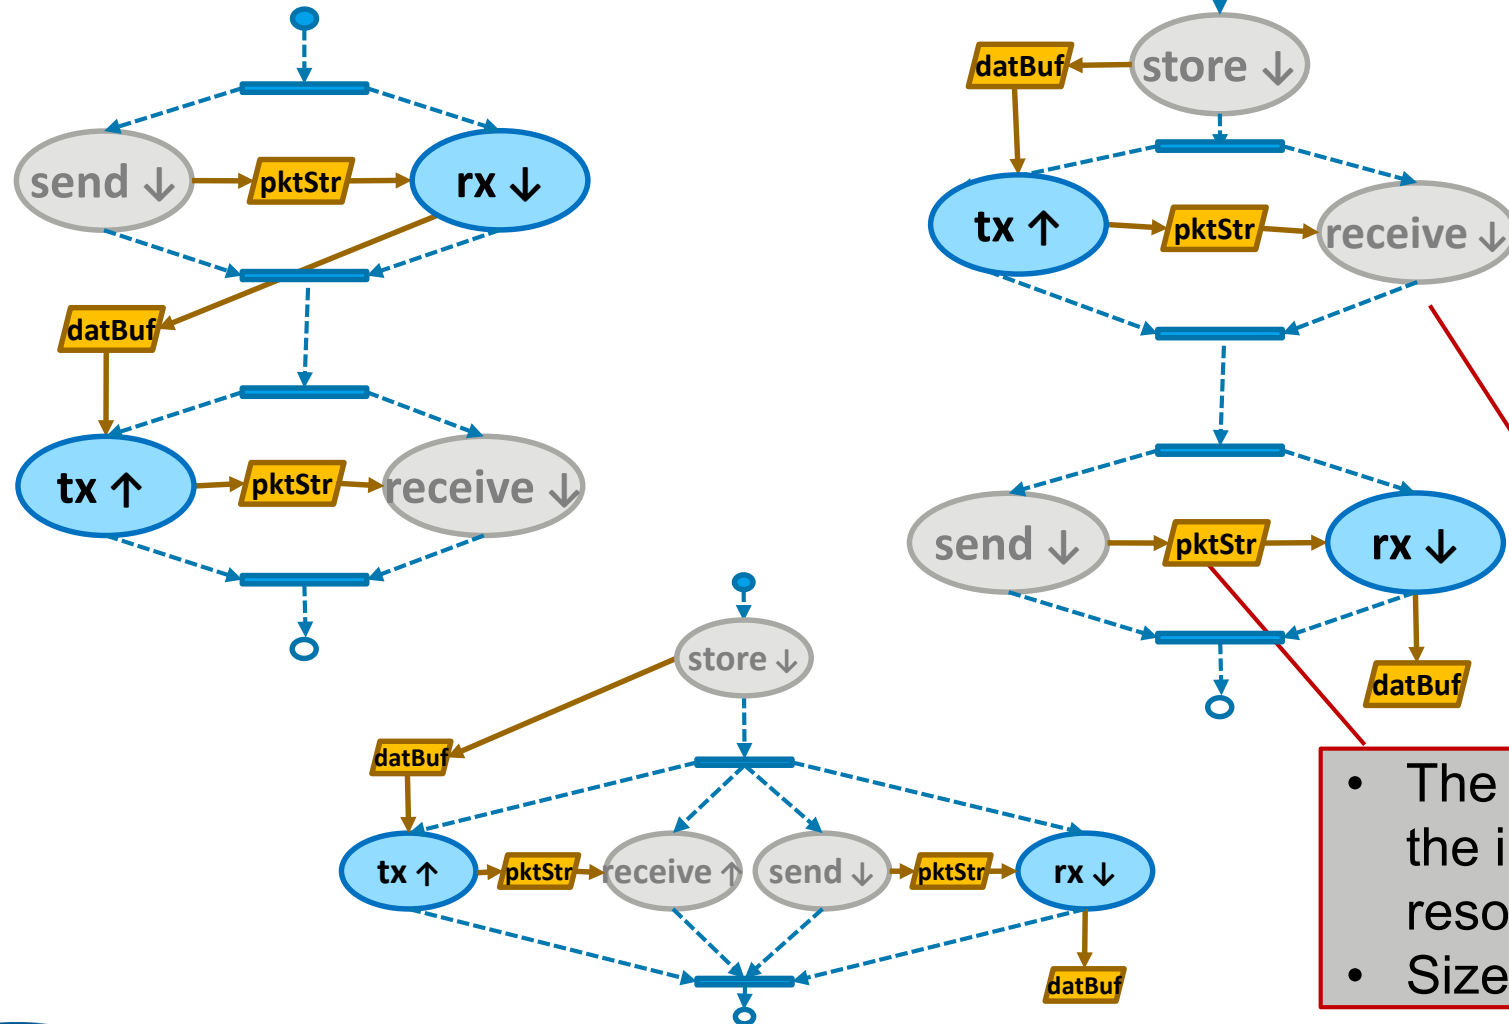 send ↓
pktStr
rx ↓
datBuf
tx ↑
pktStr
receive ↓
datBuf
store ↓
tx ↑
pktStr
receive ↓
send ↓
pktStr
rx ↓
datBuf
store ↓
datBuf
tx ↑
pktStr
receive ↑
send ↓
pktStr
rx ↓
datBuf
• The
the i
reso
• Size